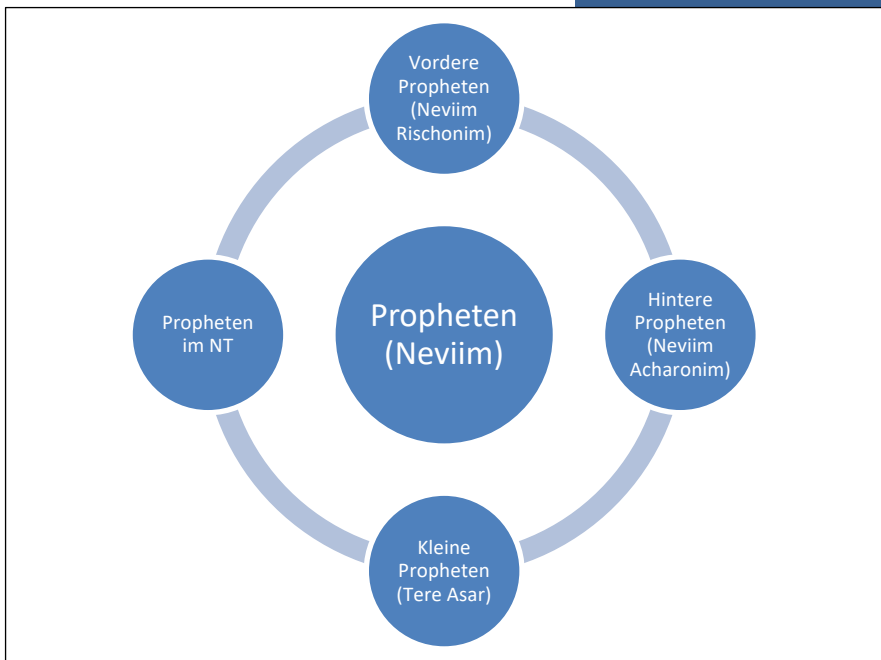 Vordere
Propheten
(Neviim
Rischonim)
Propheten
im NT
Propheten
(Neviim)
Hintere
Propheten
(Neviim
Acharonim)
Kleine
Propheten
(Tere Asar)